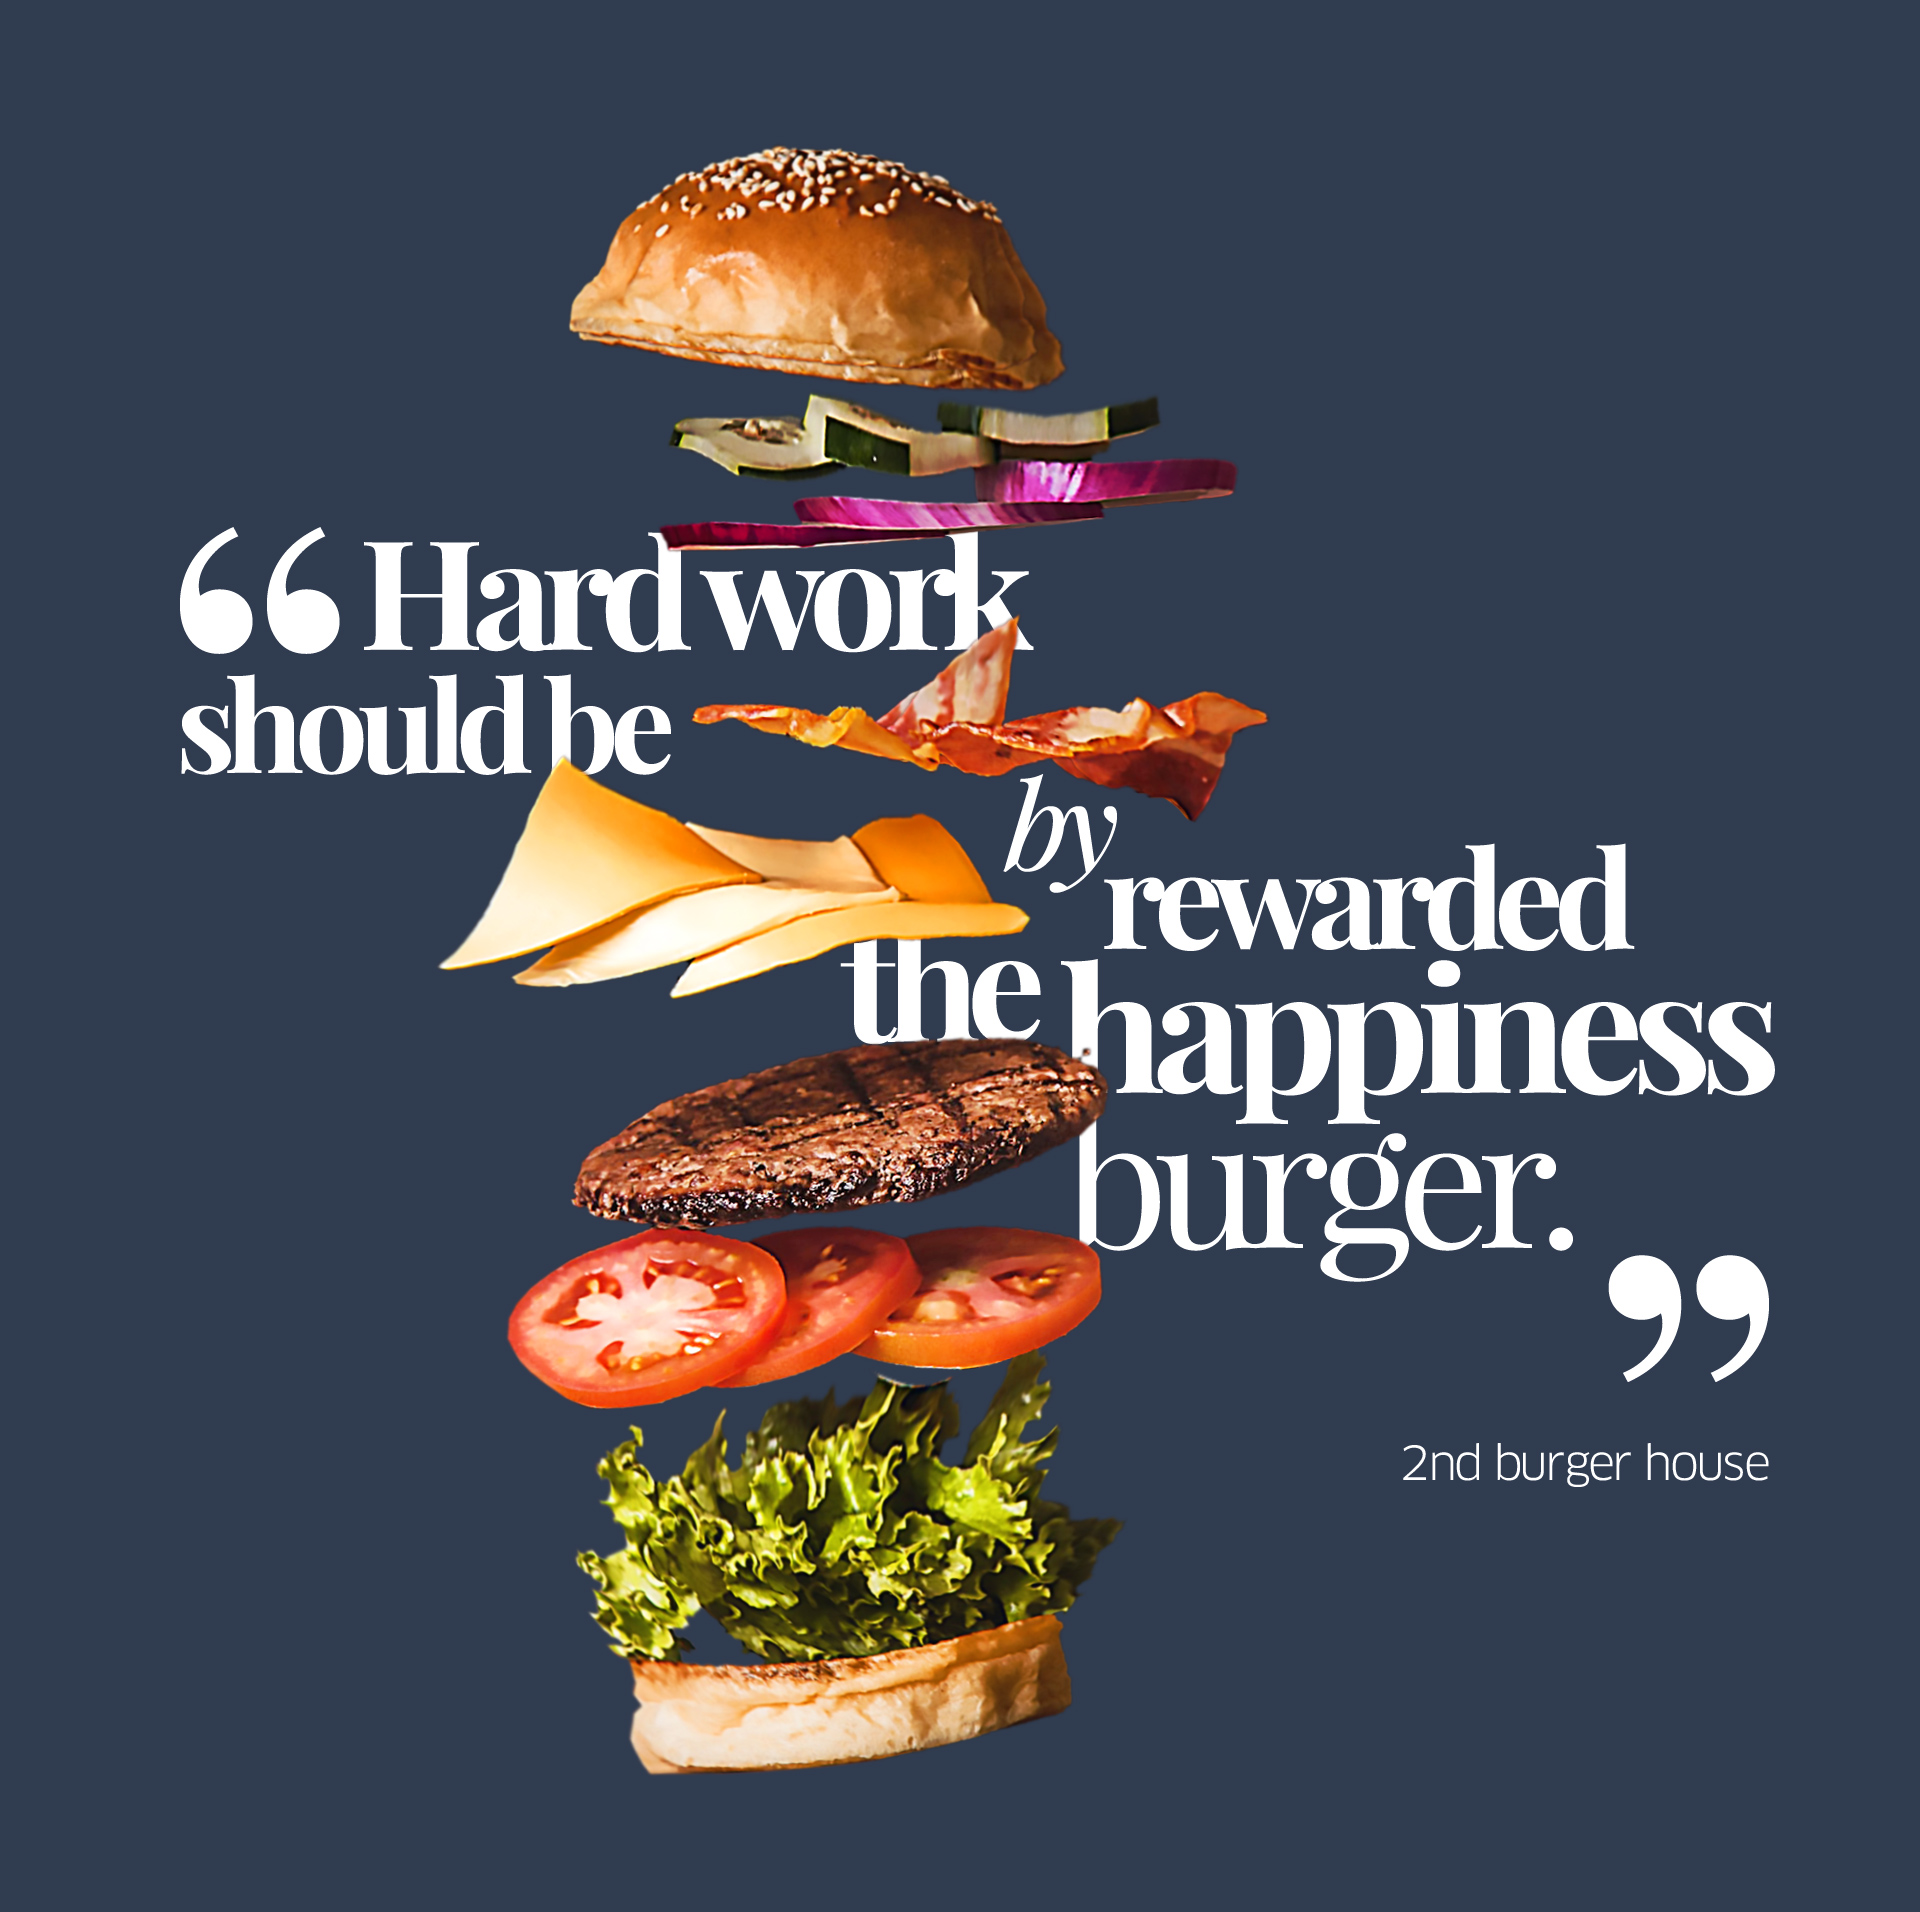 “Hard work
should be
by
rewarded
the happiness
burger.”
2nd burger house